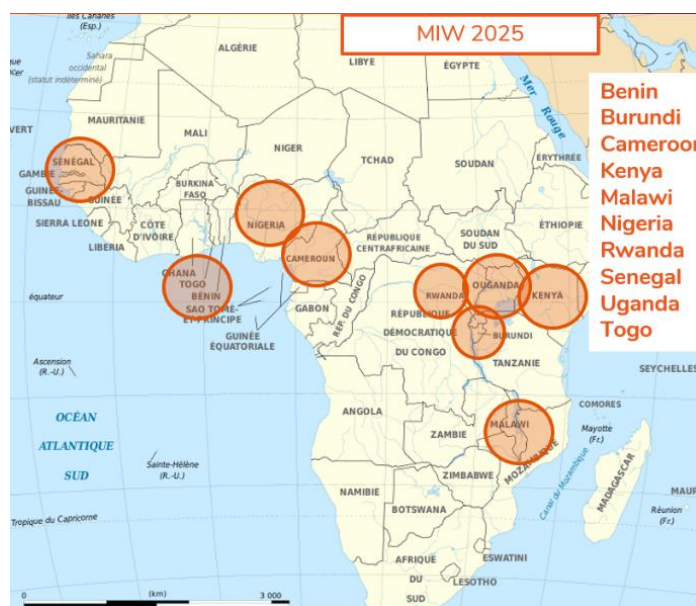 Îles Canaries
(Esp.)
MIW 2025
ALGÉRIE
LIBYE
ÉGYPTE
Sahara
occidental
(statut indéterminé)
Mer Rouge
Benin
Burundi
Cameroon
Kenya
Malawi
Nigeria
Rwanda
Senegal
Uganda
Togo
VERT
MAURITANIE
MALI
NIGER
TCHAD
SOUDAN
ÉRYTHRÉE
SÉNÉGAL
GAMBIE
GUINÉE-
BISSAU
GUINÉE
BURKINA
FASO
SIERRA LEONE
CÔTE
D'IVOIRE
LIBERIA
NIGERIA
CAMEROUN
RÉPUBLIQUE
CENTRAFRICAINE
SOUDAN
DU SUD
ÉTHIOPIE
GHANA
TOGO
BÉNIN
SAO TOMÉ-
ET-PRINCIPE
GUINÉE
ÉQUATORIALE
équateur
GABON
RÉP. DU CONGO
RÉPUBLIQUE
DÉMOCRATIQUE
DU CONGO
RWANDA
OUGANDA
KENYA
BURUNDI
TANZANIE
SEYCHELLES
Ascension
(R.-U.)
OCÉAN
ATLANTIQUE
SUD
ANGOLA
ZAMBIE
MALAWI
MOZAMBIQUE
COMORES
Mayotte
(Fr.)
Sainte-Hélène
(R.-U.)
NAMIBIE
ZIMBABWE
BOTSWANA
Canal du Mozambique
MADAGASCAR
MAUR
Réunion
(Fr.)
Tropique du Capricorne
AFRIQUE
DU
SUD
ESWATINI
LESOTHO
0
(km)
3 000